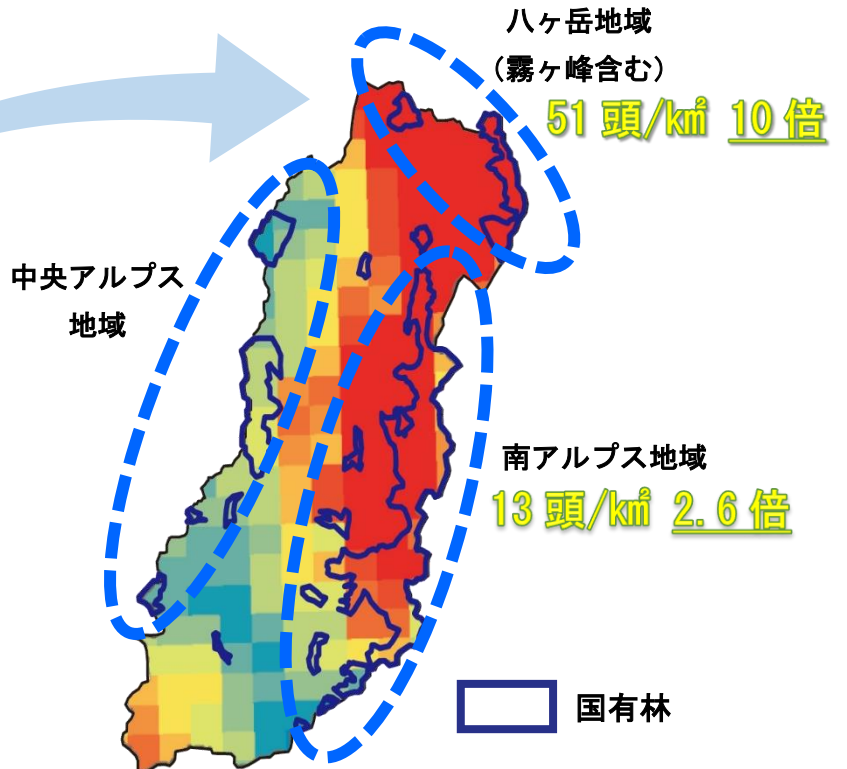 八ヶ岳地域
（霧ヶ峰含む）
51 頭/k㎡ 10 倍
中央アルプス
地域
南アルプス地域
13 頭/k㎡ 2.6 倍
国有林